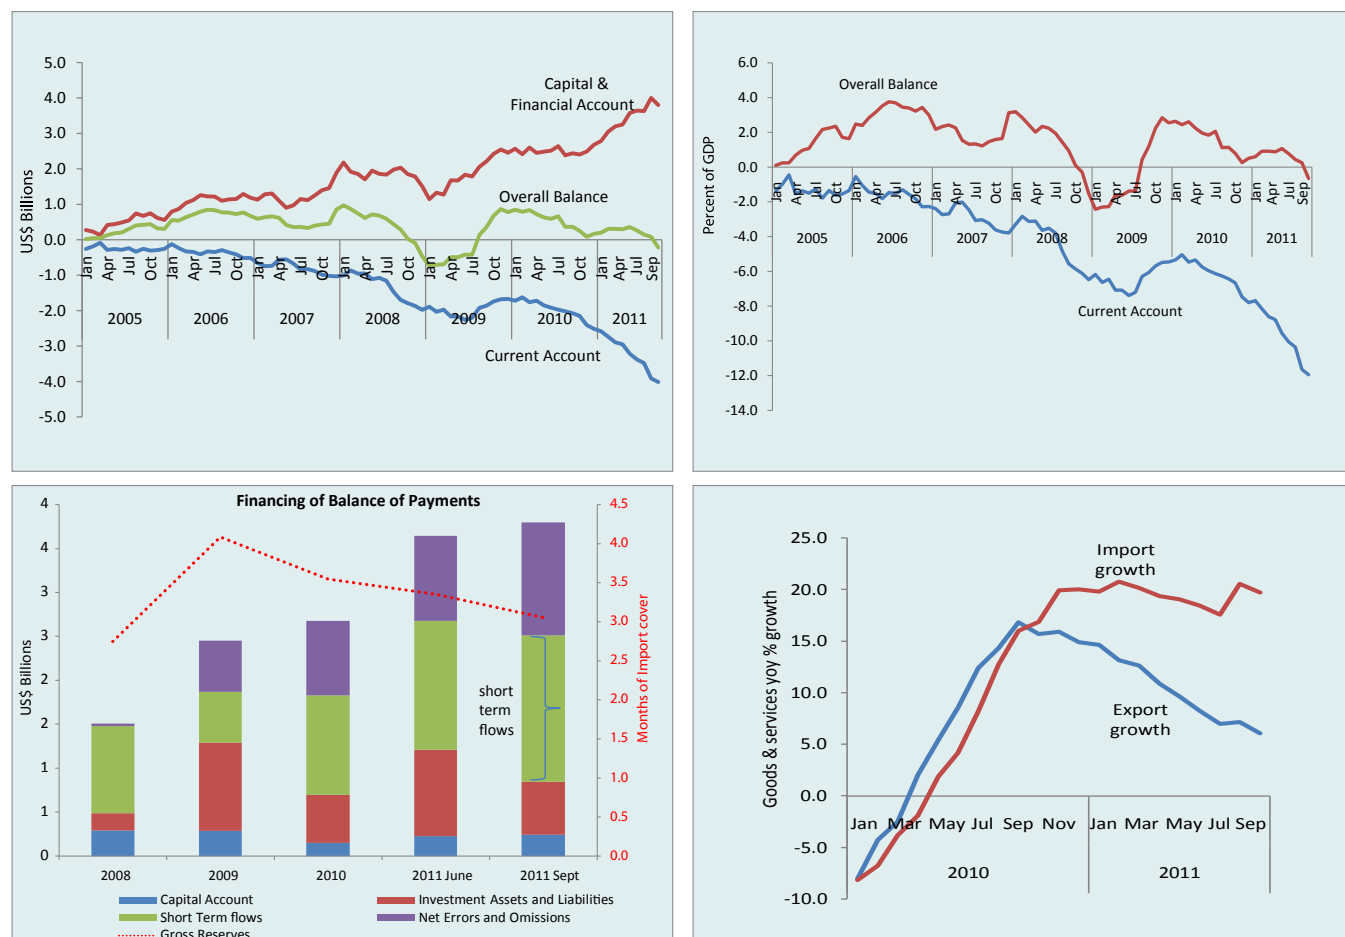 5.0
4.0
3.0
2.0
1.0
0.0
-1.0
-2.0
-3.0
-4.0
-5.0
US$ Billions
Capital &
Financial Account
Overall Balance
Current Account
Jan Apr Jul Oct Jan Apr Jul Oct Jan Apr Jul Oct Jan Apr Jul Oct Jan Apr Jul Oct Jan Apr Jul Oct Jan Apr Jul Sep
2005 2006 2007 2008 2009 2010 2011
6.0
4.0
2.0
0.0
-2.0
-4.0
-6.0
-8.0
-10.0
-12.0
-14.0
Percent of GDP
Overall Balance
Current Account
Jan Apr Jul Oct Jan Apr Jul Oct Jan Apr Jul Oct Jan Apr Jul Oct Jan Apr Jul Oct Jan Apr Jul Oct Jan Apr Jul Sep
2005 2006 2007 2008 2009 2010 2011
Financing of Balance of Payments
4
4
3
3
2
2
1
1
0
US$ Billions
4.5
4.0
3.5
3.0
2.5
2.0
1.5
1.0
0.5
0.0
Months of Import cover
short
term
flows
2008 2009 2010 2011 June 2011 Sept
Capital Account Investment Assets and Liabilities
Short Term flows Net Errors and Omissions
Gross Reserves
25.0
20.0
15.0
10.0
5.0
0.0
-5.0
-10.0
Goods & services yoy % growth
Import
growth
Export
growth
Jan Mar May Jul Sep Nov Jan Mar May Jul Sep
2010 2011